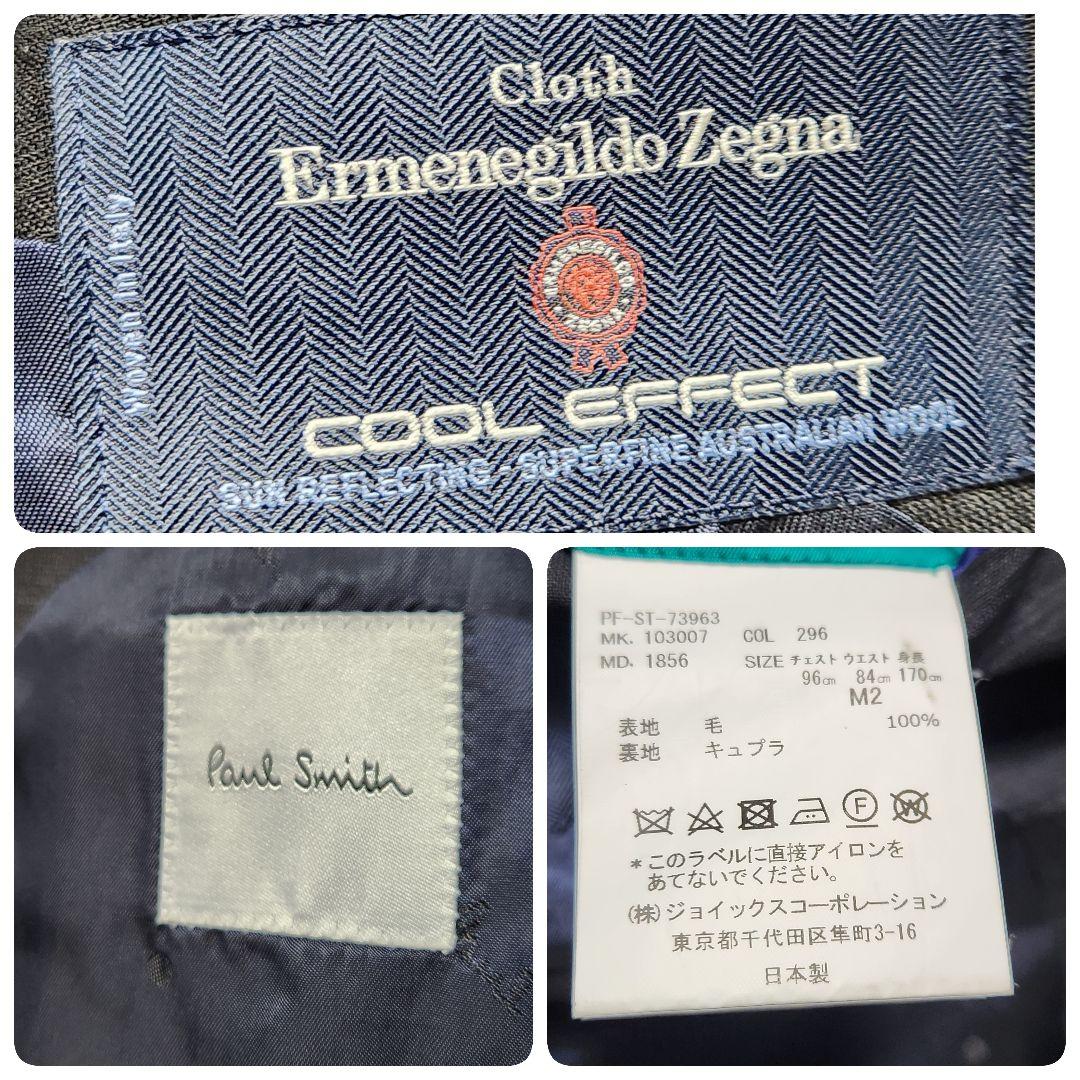 Cloth
Ermenegildo Zegna
Woven in Italy
COOL EFFECT
SUN REFLECTING - SUPERFINE AUSTRALIAN WOOL
Paul Smith
PF-ST-73963
MK. 103007 COL 296
MD. 1856 SIZE チェスト ウエスト 身長
96cm 84cm 170cm
M2
表地 毛 100%
裏地 キュプラ
P W
*このラベルに直接アイロンを
あてないでください。
(株)ジョイックスコーポレーション
東京都千代田区隼町3-16
日本製